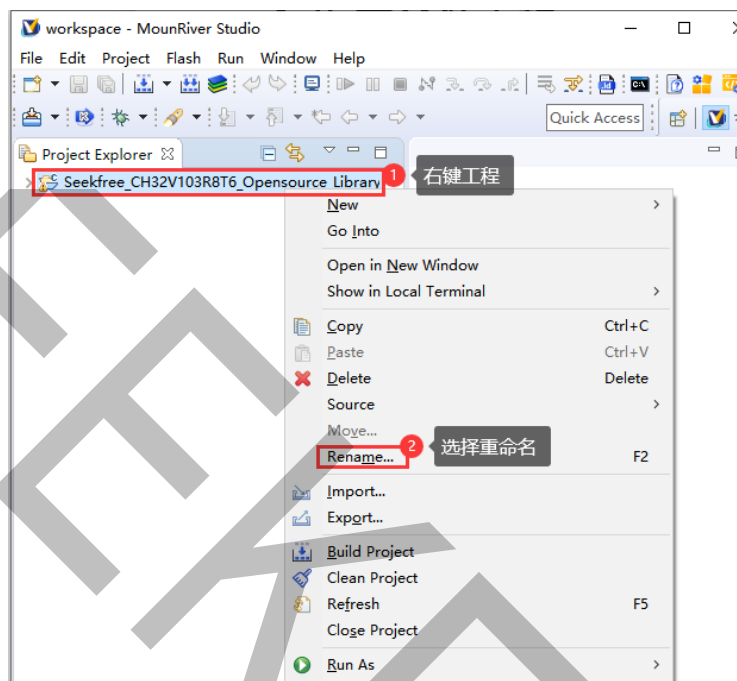 workspace - MounRiver Studio
File Edit Project Flash Run Window Help
Quick Access
Project Explorer
Seekfree_CH32V103R8T6_Opensource Library
1 右键工程
New
Go Into
Open in New Window
Show in Local Terminal
Copy Ctrl+C
Paste Ctrl+V
Delete Delete
Source
Move...
2 选择重命名
Rename... F2
Import...
Export...
Build Project
Clean Project
Refresh F5
Close Project
Run As